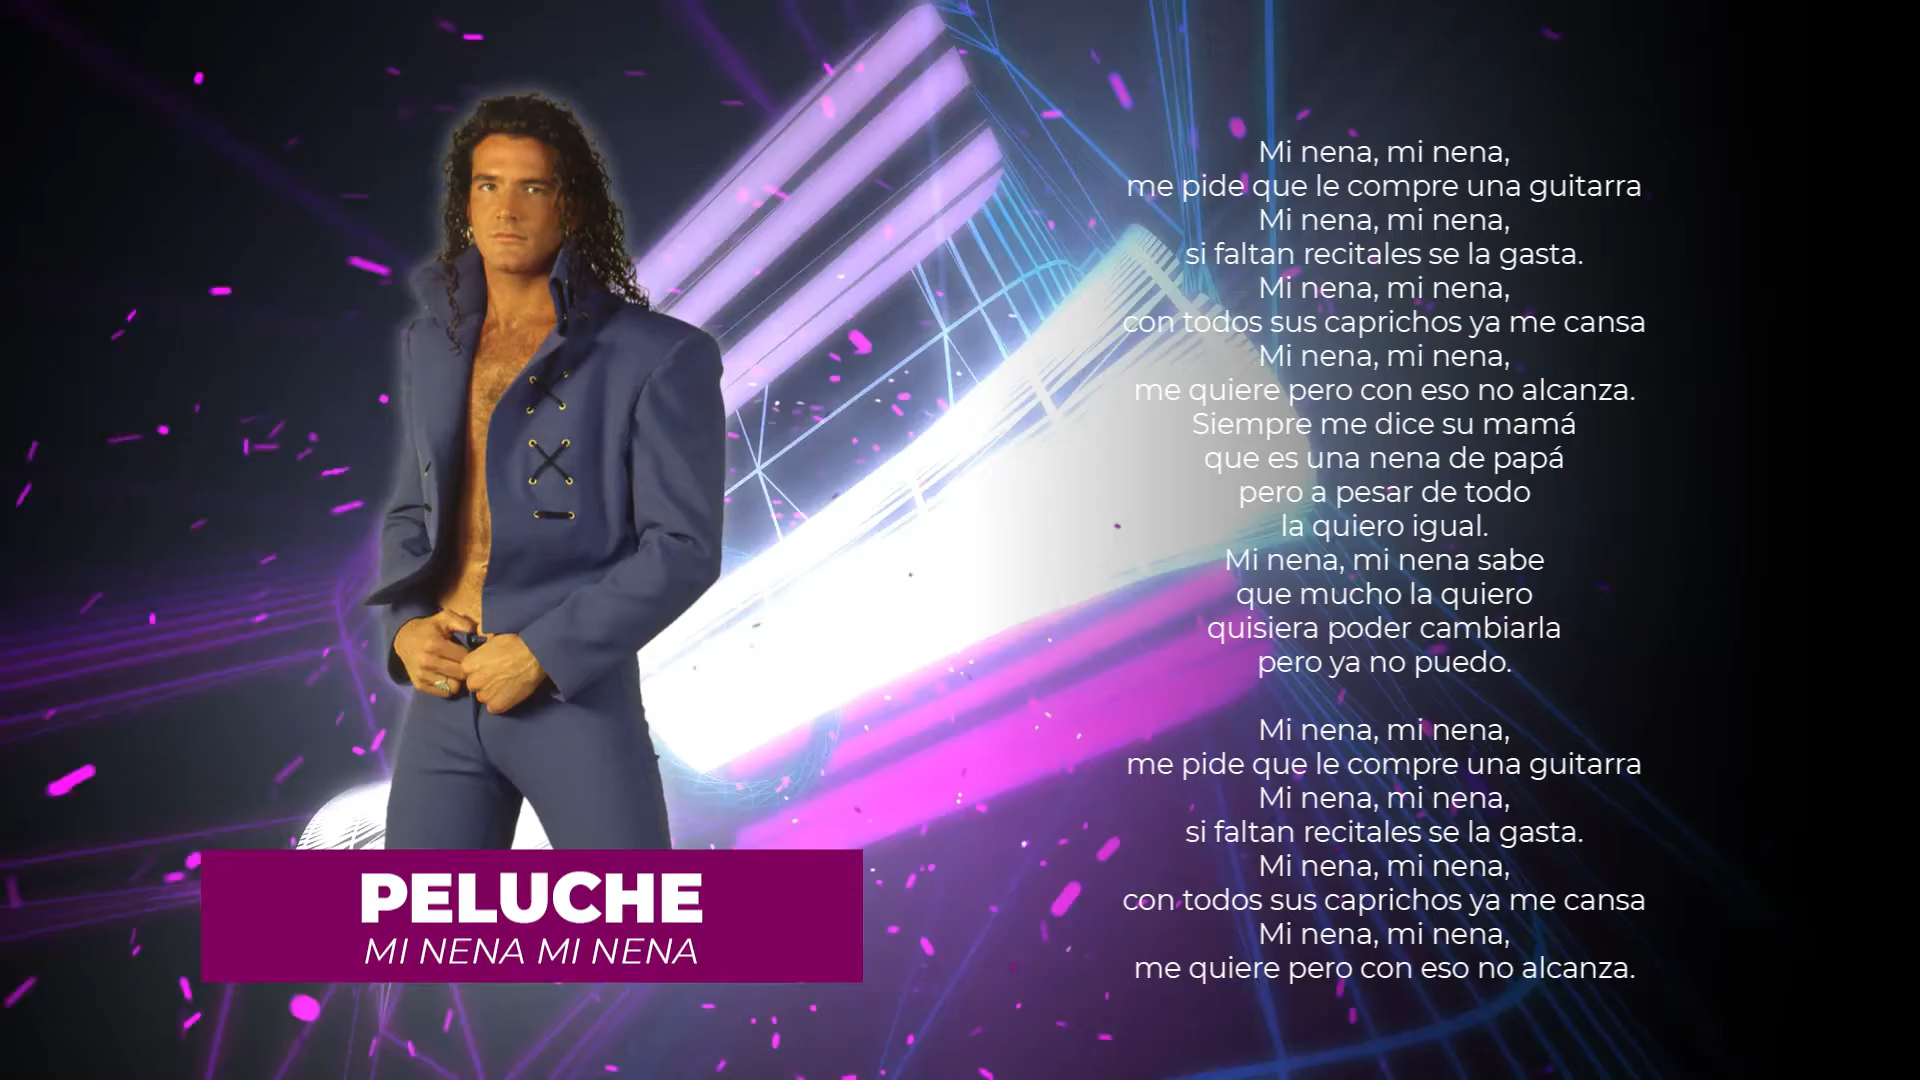 Mi nena, mi nena,
me pide que le compre una guitarra
Mi nena, mi nena,
si faltan recitales se la gasta.
Mi nena, mi nena,
con todos sus caprichos ya me cansa
Mi nena, mi nena,
me quiere pero con eso no alcanza.
Siempre me dice su mamá
que es una nena de papá
pero a pesar de todo
la quiero igual.
Mi nena, mi nena sabe
que mucho la quiero
quisiera poder cambiarla
pero ya no puedo.
Mi nena, mi nena,
me pide que le compre una guitarra
Mi nena, mi nena,
si faltan recitales se la gasta.
Mi nena, mi nena,
con todos sus caprichos ya me cansa
Mi nena, mi nena,
me quiere pero con eso no alcanza.
PELUCHE
MI NENA MI NENA